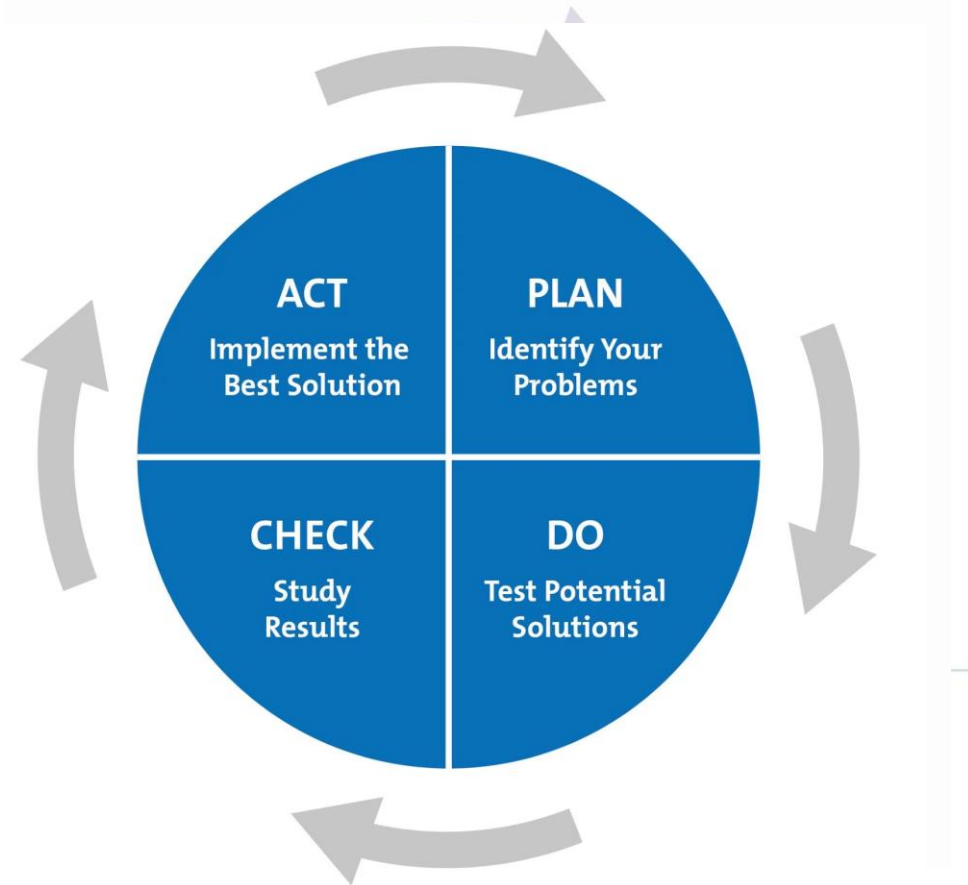 ACT
Implement the
Best Solution
PLAN
Identify Your
Problems
CHECK
Study
Results
DO
Test Potential
Solutions